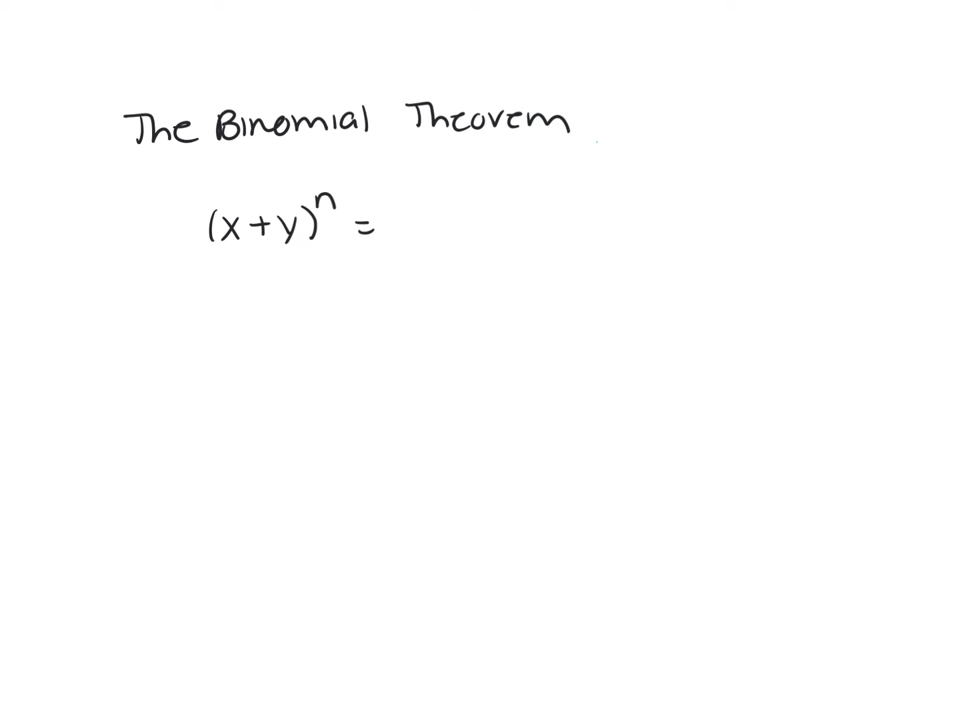 The Binomial Theorem
(x+y)^n =